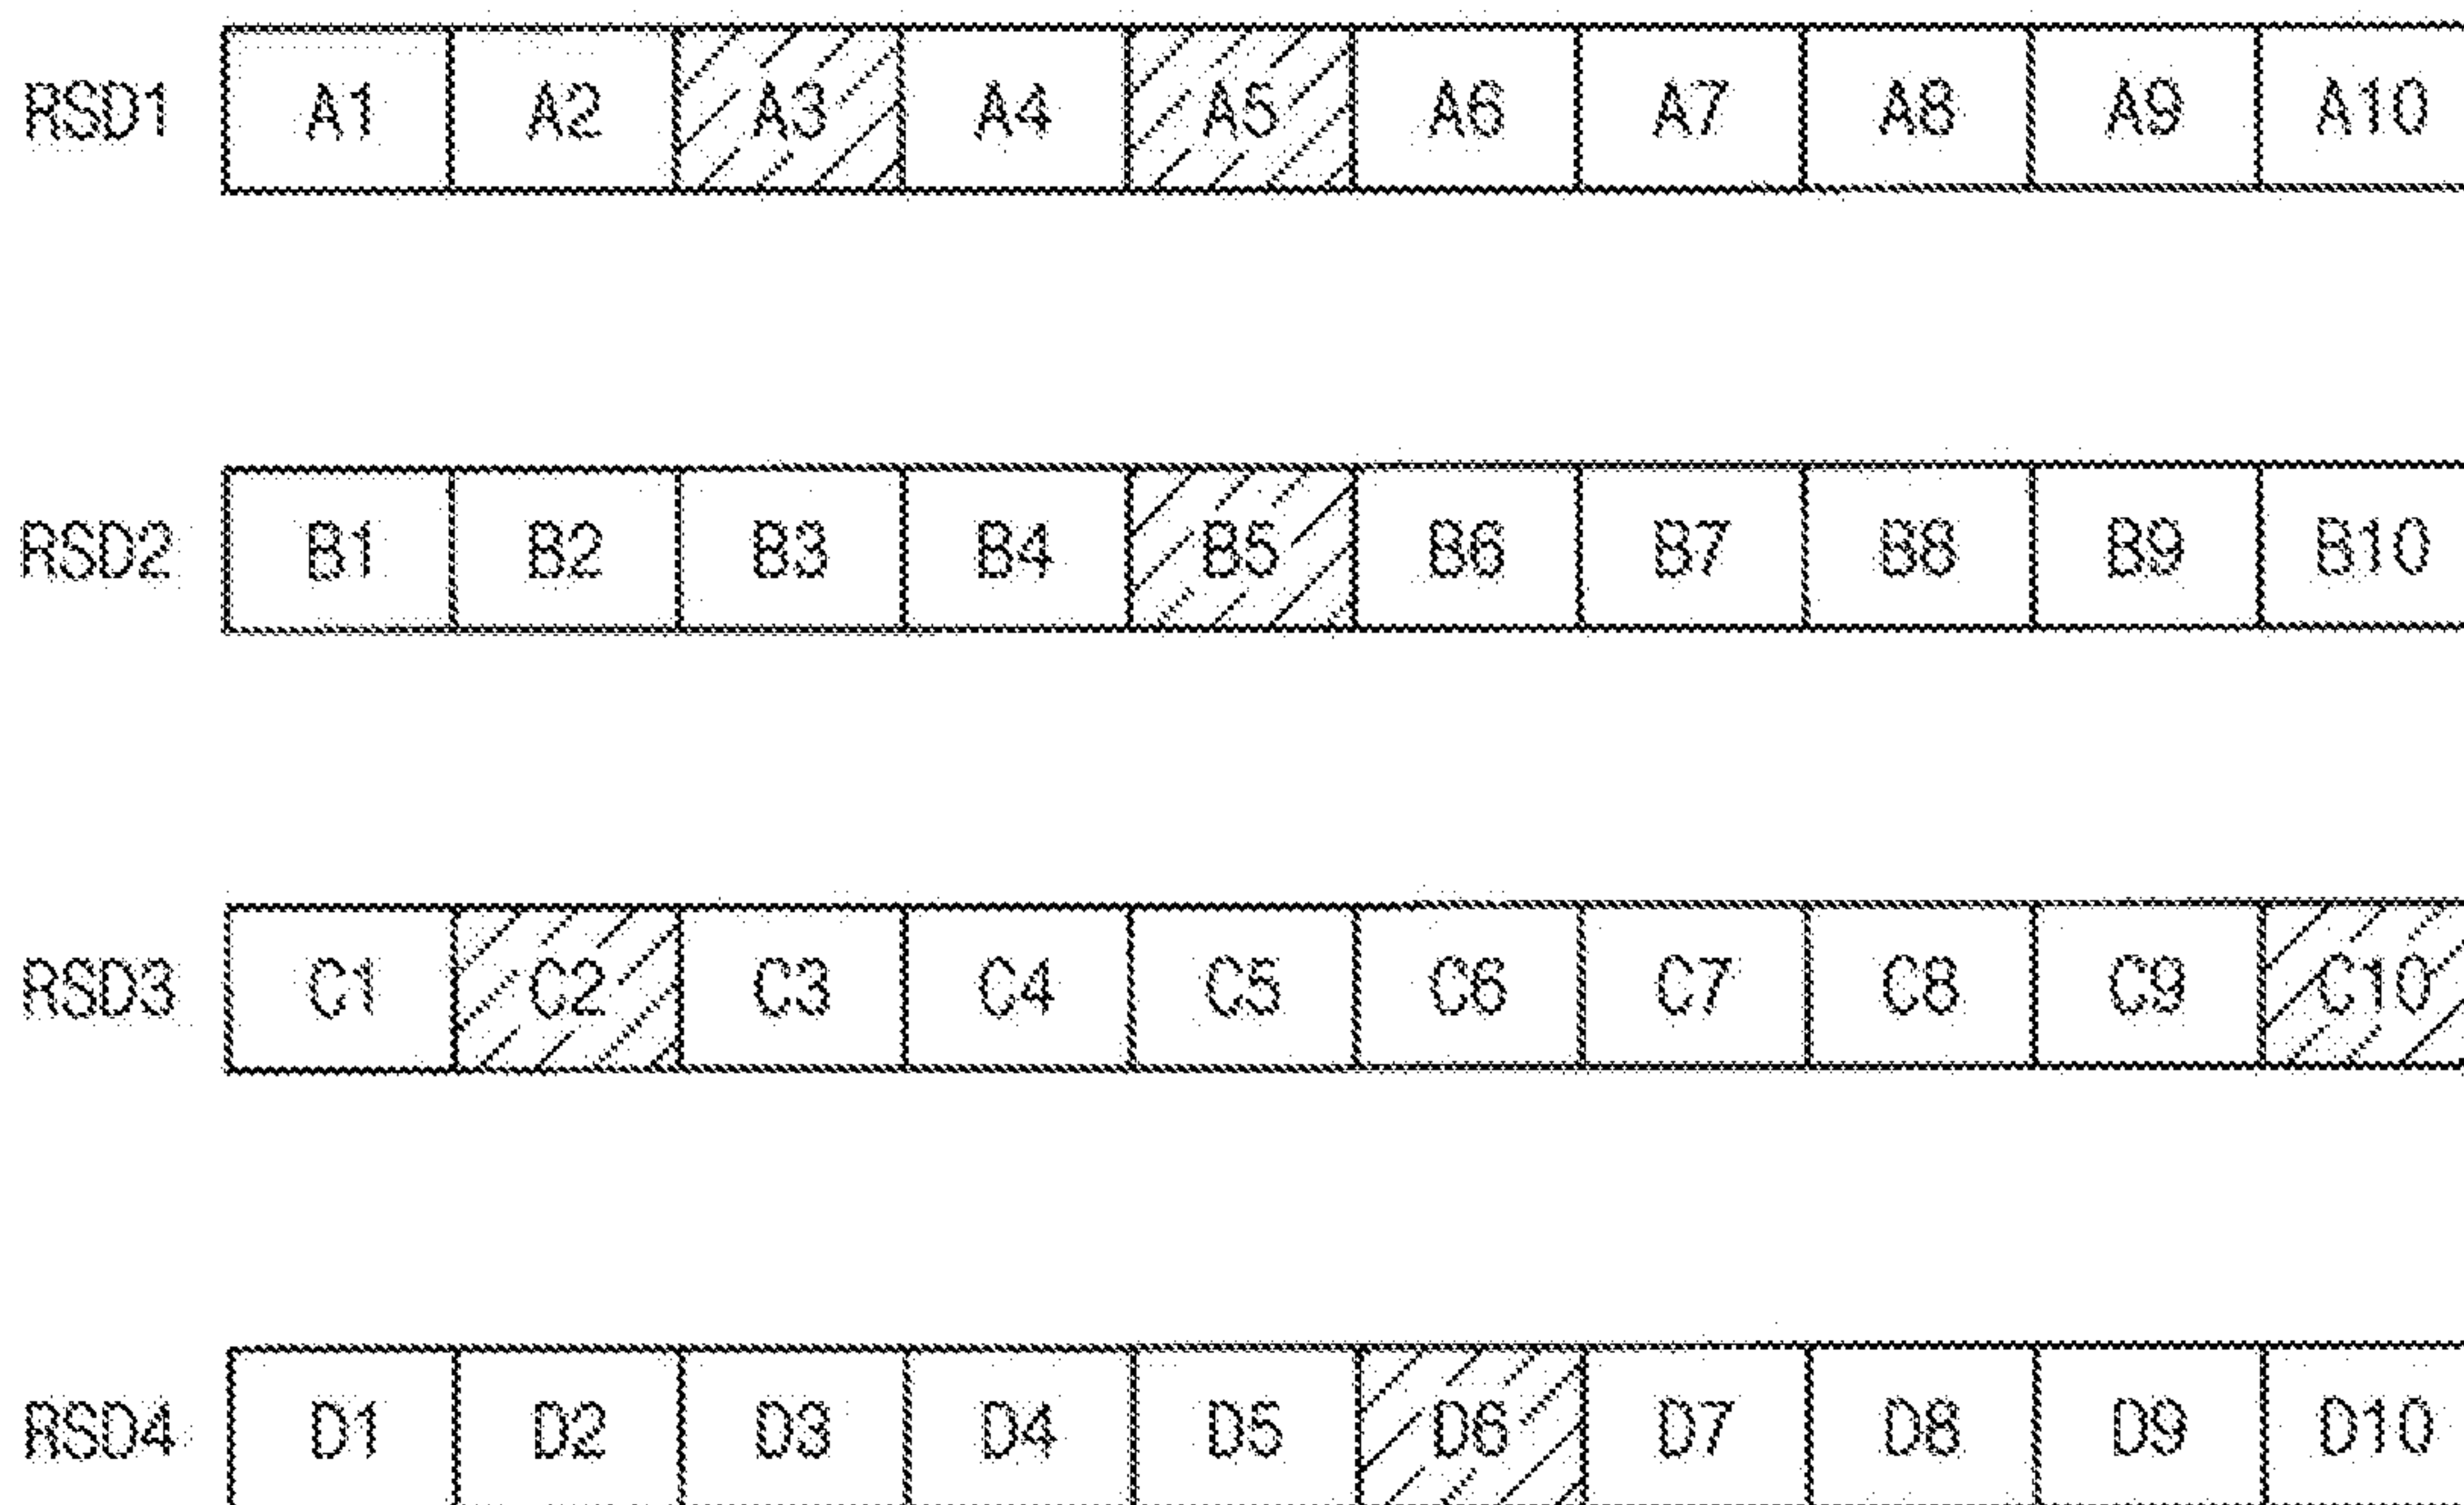 RSD1 A1 A2 A3 A4 A5 A6 A7 A8 A9 A10
RSD2 B1 B2 B3 B4 B5 B6 B7 B8 B9 B10
RSD3 C1 C2 C3 C4 C5 C6 C7 C8 C9 C10
RSD4 D1 D2 D3 D4 D5 D6 D7 D8 D9 D10